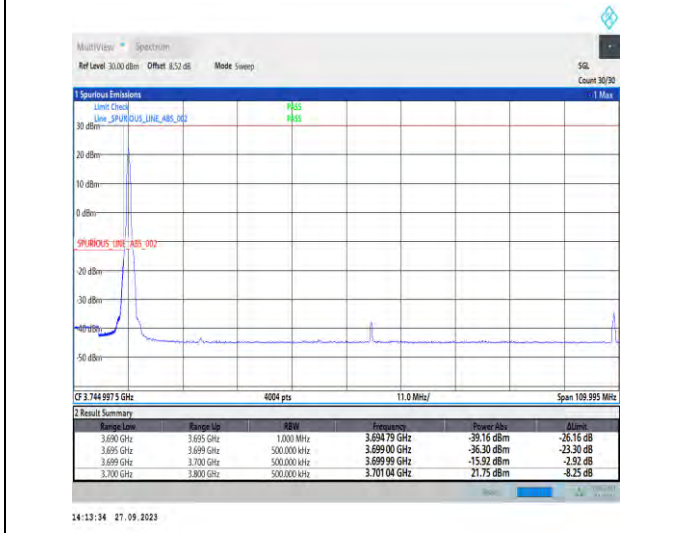 MultiView Spectrum
Ref Level 30.00 dBm Offset 8.52 dB Mode Sweep SGL
Count 30/30
1 Spurious Emissions 1 Max
Limit Check PASS
Line _SPURIOUS_LINE_ABS_002 PASS
30 dBm
20 dBm
10 dBm
0 dBm
_SPURIOUS_LINE_ABS_002
-20 dBm
-30 dBm
-40 dBm
-50 dBm
CF 3.744 997 5 GHz 4004 pts 11.0 MHz/ Span 109.995 MHz
2 Result Summary
Range Low Range Up RBW Frequency Power Abs ΔLimit
3.690 GHz 3.695 GHz 1.000 MHz 3.694 79 GHz -39.16 dBm -26.16 dB
3.695 GHz 3.699 GHz 500.000 kHz 3.699 00 GHz -36.30 dBm -23.30 dB
3.699 GHz 3.700 GHz 500.000 kHz 3.699 99 GHz -15.92 dBm -2.92 dB
3.700 GHz 3.800 GHz 500.000 kHz 3.701 04 GHz 21.75 dBm -8.25 dB
14:13:34 27.09.2023